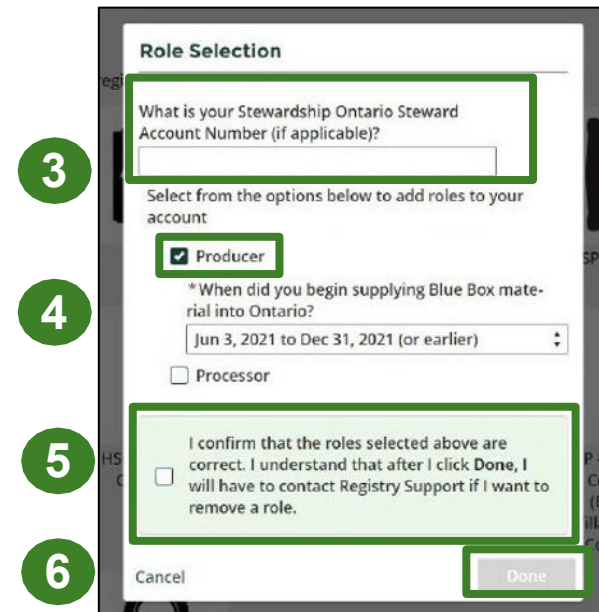 Role Selection
regi
What is your Stewardship Ontario Steward
Account Number (if applicable)?
3
Select from the options below to add roles to your
account
Producer
SP
4
*When did you begin supplying Blue Box mate-
rial into Ontario?
Jun 3, 2021 to Dec 31, 2021 (or earlier)
Processor
5
HS
I confirm that the roles selected above are
correct. I understand that after I click Done, I
will have to contact Registry Support if I want to
remove a role.
6
Cancel
Done